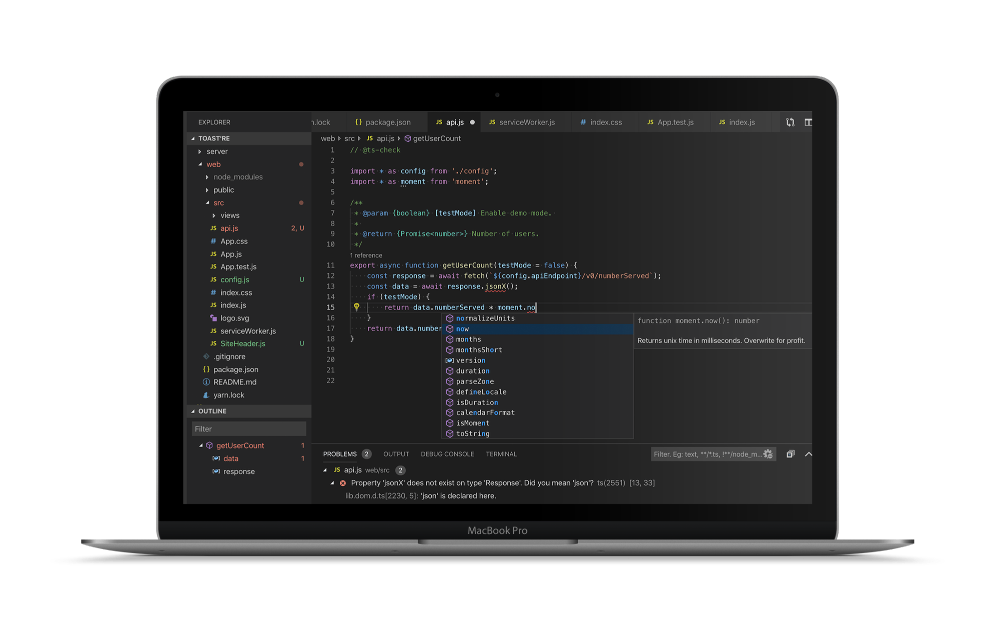 EXPLORER
TOAST'RE
server
web
node_modules
public
src
views
api.js 2, U
App.css
App.js
App.test.js
config.js U
index.css
index.js
logo.svg
serviceWorker.js
SiteHeader.js U
.gitignore
package.json
README.md
yarn.lock
OUTLINE
Filter
getUserCount 1
data 1
response
.lock {} package.json JS api.js JS serviceWorker.js # index.css JS App.test.js JS index.js
web src JS api.js getUserCount
1 // @ts-check
2
3 import * as config from './config';
4 import * as moment from 'moment';
5
6 /**
7 * @param {boolean} [testMode] Enable demo mode.
8 *
9 * @return {Promise<number>} Number of users.
10 */
1 reference
11 export async function getUserCount(testMode = false) {
12 const response = await fetch(`${config.apiEndpoint}/v0/numberServed`);
13 const data = await response.jsonX();
14 if (testMode) {
15 return data.numberServed * moment.no
16 }
17 return data.number
18 }
19
20
21
22
normalizeUnits
now
months
monthsShort
version
duration
parseZone
defineLocale
isDuration
calendarFormat
isMoment
toString
function moment.now(): number
Returns unix time in milliseconds. Overwrite for profit.
PROBLEMS 2 OUTPUT DEBUG CONSOLE TERMINAL
Filter. Eg: text, **/*.ts, !**/node_m...
JS api.js web/src 2
Property 'jsonX' does not exist on type 'Response'. Did you mean 'json'? ts(2551) [13, 33]
lib.dom.d.ts[2230, 5]: 'json' is declared here.
MacBook Pro